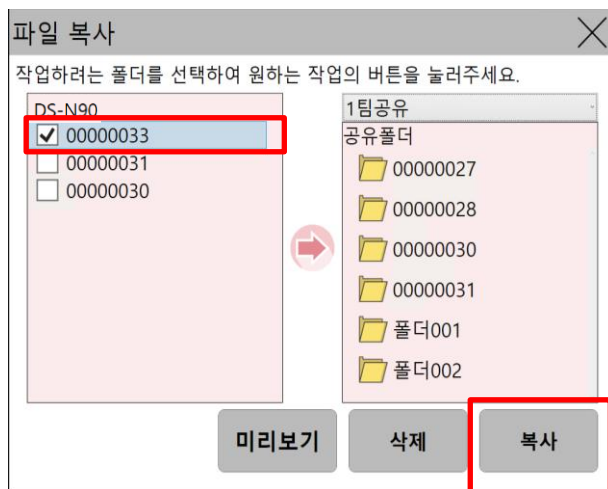 파일 복사
작업하려는 폴더를 선택하여 원하는 작업의 버튼을 눌러주세요.
DS-N90
00000033
00000031
00000030
1팀공유
공유폴더
00000027
00000028
00000030
00000031
폴더001
폴더002
미리보기
삭제
복사